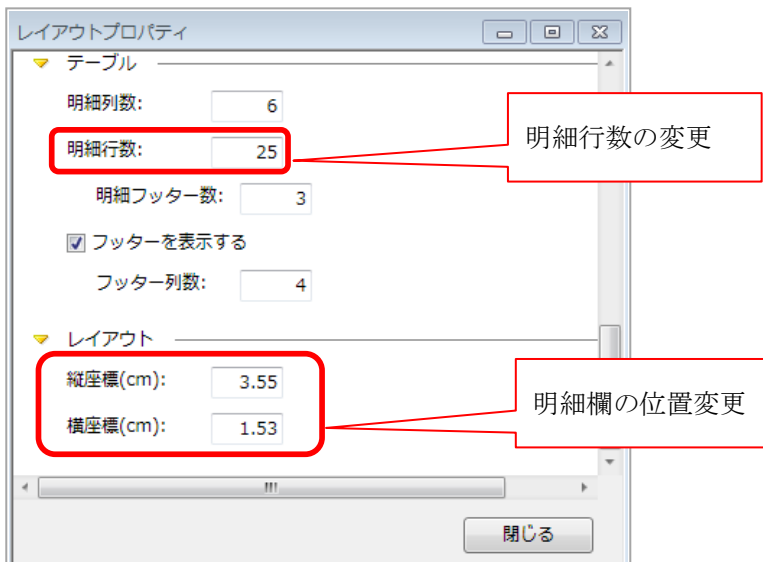 レイアウトプロパティ
テーブル
明細列数: 6
明細行数: 25
明細行数の変更
明細フッター数: 3
フッターを表示する
フッター列数: 4
レイアウト
縦座標(cm): 3.55
明細欄の位置変更
横座標(cm): 1.53
閉じる